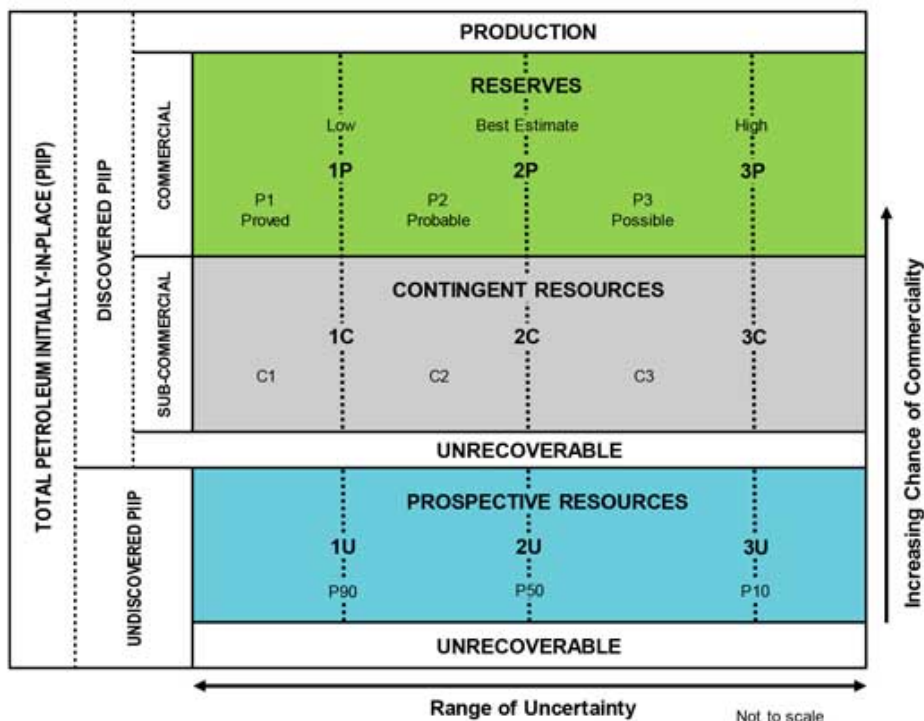 TOTAL PETROLEUM INITIALLY-IN-PLACE (PIIP)
DISCOVERED PIIP
UNDISCOVERED PIIP
COMMERCIAL
SUB-COMMERCIAL
PRODUCTION
RESERVES
Low Best Estimate High
1P 2P 3P
P1 P2 P3
Proved Probable Possible
CONTINGENT RESOURCES
1C 2C 3C
C1 C2 C3
UNRECOVERABLE
PROSPECTIVE RESOURCES
1U 2U 3U
P90 P50 P10
UNRECOVERABLE
Increasing Chance of Commerciality
Range of Uncertainty
Not to scale